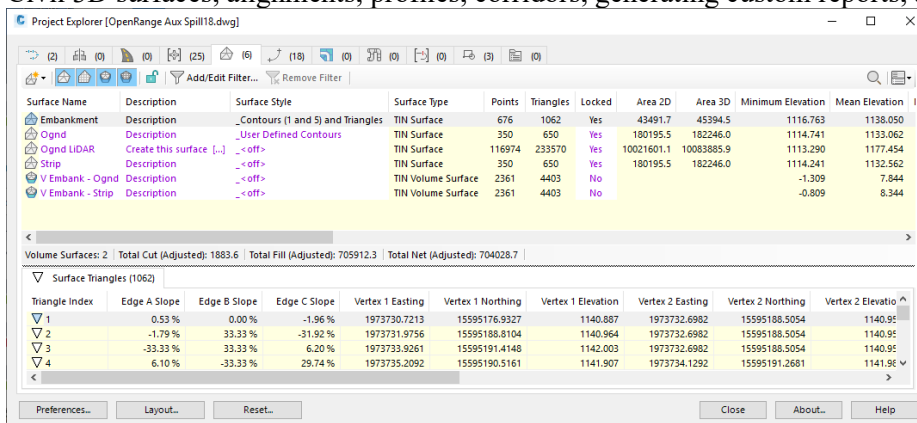 Civil 3D surfaces, alignments, profiles, corridors, generating custom reports,
Project Explorer [OpenRange Aux Spill18.dwg]
(2) (0) (0) (25) (6) (18) (0) (0) (0) (3) (0)
Add/Edit Filter... Remove Filter
Surface Name Description Surface Style Surface Type Points Triangles Locked Area 2D Area 3D Minimum Elevation Mean Elevation
Embankment Description _Contours (1 and 5) and Triangles TIN Surface 676 1062 Yes 43491.7 45394.5 1116.763 1138.050
Ognd Description _User Defined Contours TIN Surface 350 650 Yes 180195.5 182246.0 1114.741 1133.062
Ognd LiDAR Create this surface [...] _<off> TIN Surface 116974 233570 Yes 10021601.1 10083885.9 1113.290 1177.454
Strip Description _<off> TIN Surface 350 650 Yes 180195.5 182246.0 1114.241 1132.562
V Embank - Ognd Description _<off> TIN Volume Surface 2361 4403 No -1.309 7.844
V Embank - Strip Description _<off> TIN Volume Surface 2361 4403 No -0.809 8.344
Volume Surfaces: 2 Total Cut (Adjusted): 1883.6 Total Fill (Adjusted): 705912.3 Total Net (Adjusted): 704028.7
Surface Triangles (1062)
Triangle Index Edge A Slope Edge B Slope Edge C Slope Vertex 1 Easting Vertex 1 Northing Vertex 1 Elevation Vertex 2 Easting Vertex 2 Northing Vertex 2 Elevatio
1 0.53 % 0.00 % -1.96 % 1973730.7213 15595176.9327 1140.887 1973732.6982 15595188.5054 1140.95
2 -1.79 % 33.33 % -31.92 % 1973731.9756 15595188.8104 1140.964 1973732.6982 15595188.5054 1140.95
3 -33.33 % 33.33 % 6.20 % 1973733.9261 15595191.4148 1142.003 1973732.6982 15595188.5054 1140.95
4 6.10 % -33.33 % 29.74 % 1973735.2092 15595190.5161 1141.907 1973734.1292 15595191.2681 1141.98
Preferences... Layout... Reset... Close About... Help